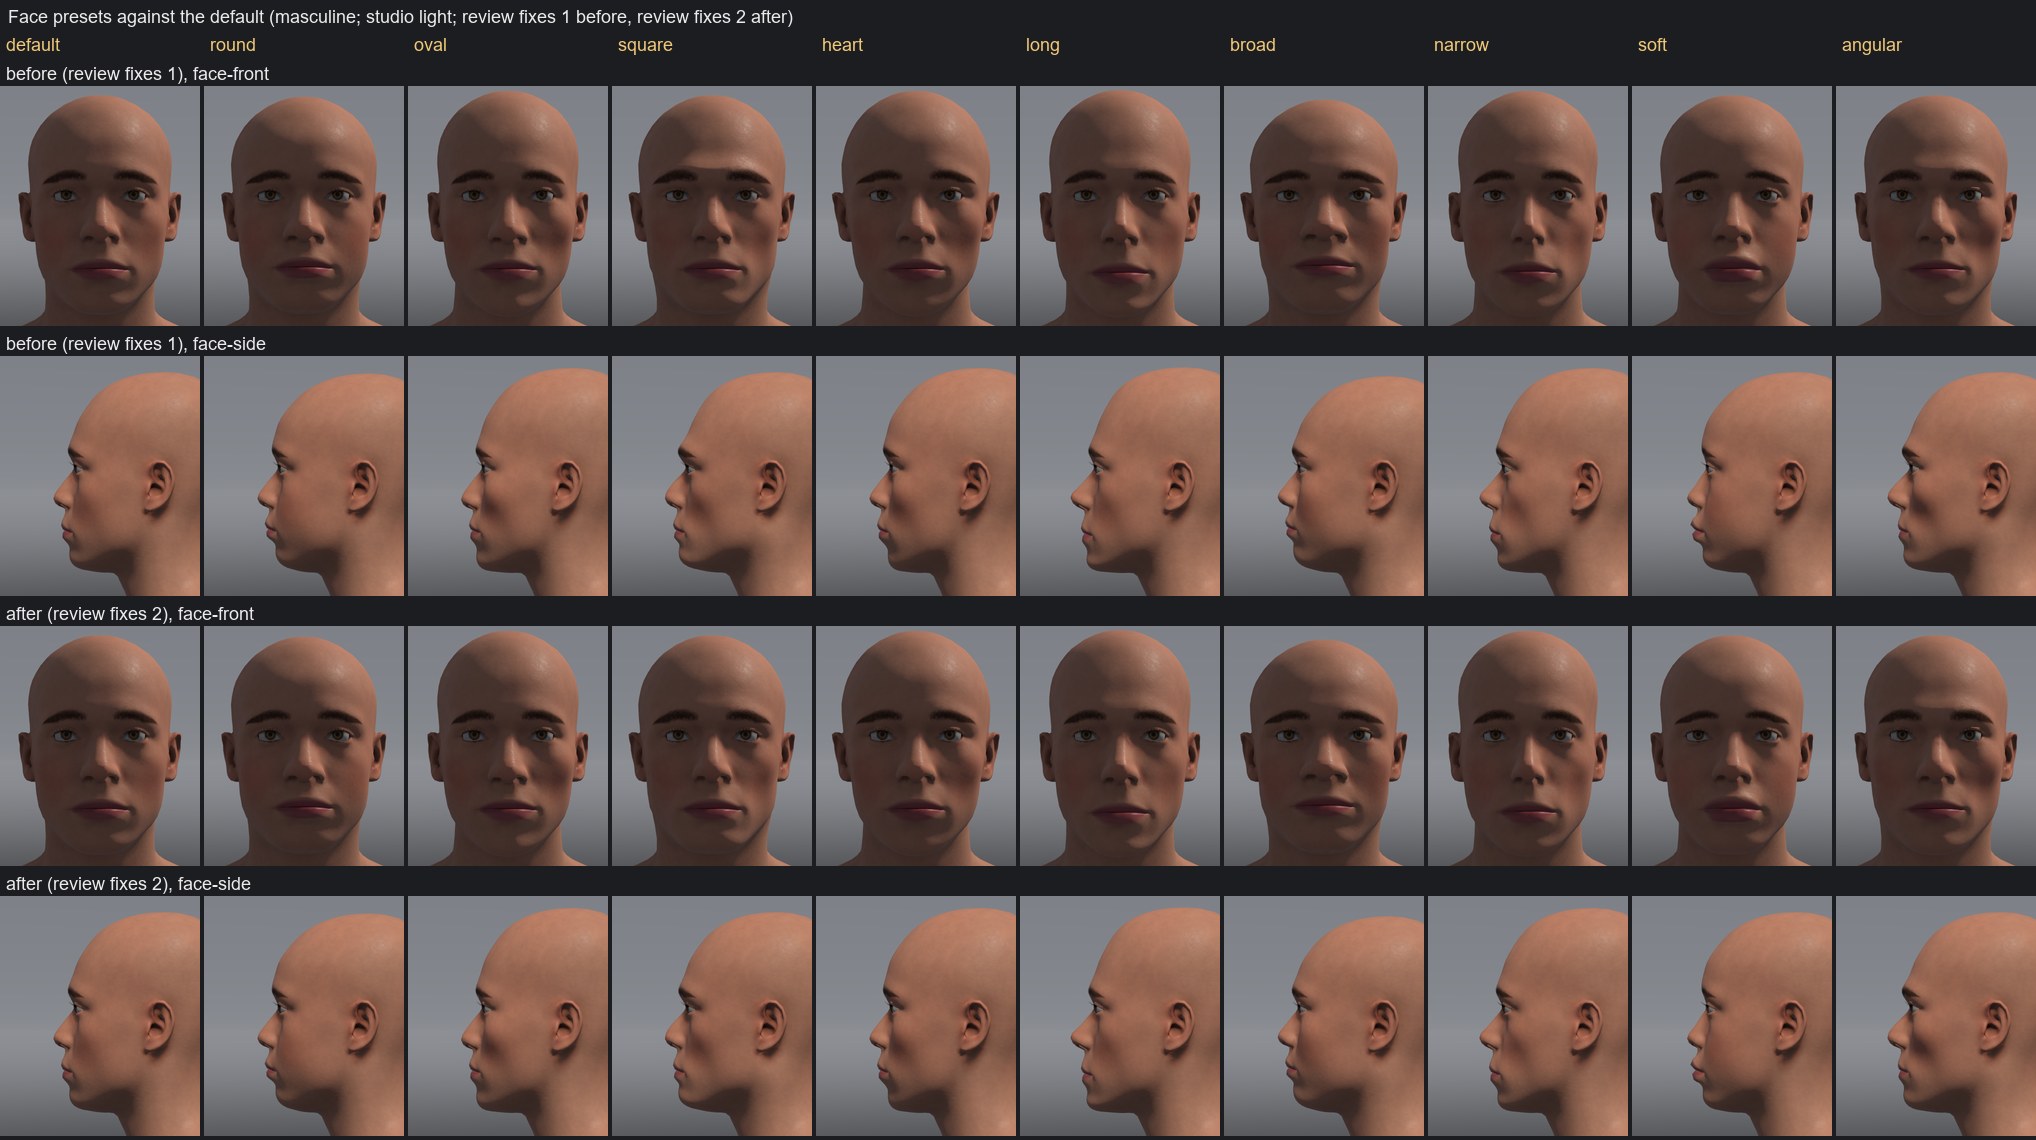 Face presets against the default (masculine; studio light; review fixes 1 before, review fixes 2 after)
default round oval square heart long broad narrow soft angular
before (review fixes 1), face-front
before (review fixes 1), face-side
after (review fixes 2), face-front
after (review fixes 2), face-side